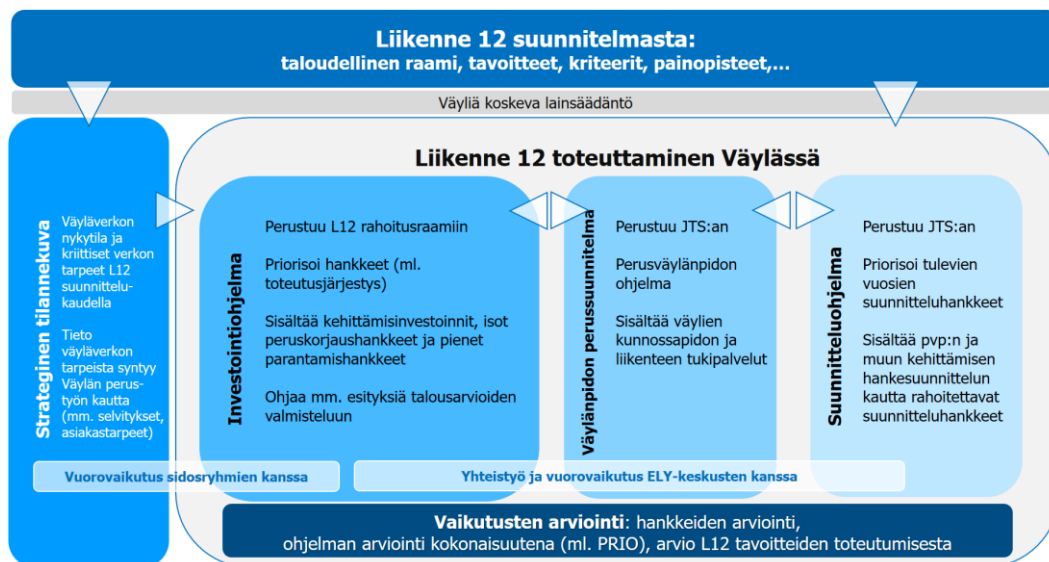 Liikenne 12 suunnitelmasta:
taloudellinen raami, tavoitteet, kriteerit, painopisteet,...
Väyliä koskeva lainsäädäntö
Strateginen tilannekuva
Väyläverkon
nykytila ja
kriittiset verkon
tarpeet L12
suunnittelu-
kaudella
Tieto
väyläverkon
tarpeista syntyy
Väylän perus-
työn kautta
(mm. selvitykset,
asiakastarpeet)
Liikenne 12 toteuttaminen Väylässä
Investointiohjelma
Perustuu L12 rahoitusraamiin
Priorisoi hankkeet (ml.
toteutusjärjestys)
Sisältää kehittämisinvestoinnit, isot
peruskorjaushankkeet ja pienet
parantamishankkeet
Ohjaa mm. esityksiä talousarvioiden
valmisteluun
Väylänpidon perussuunnitelma
Perustuu JTS:an
Perusväylänpidon
ohjelma
Sisältää väylien
kunnossapidon ja
liikenteen tukipalvelut
Suunnitteluohjelma
Perustuu JTS:an
Priorisoi tulevien
vuosien
suunnitteluhankkeet
Sisältää pvp:n ja
muun kehittämisen
hankesuunnittelun
kautta rahoitettavat
suunnitteluhankkeet
Vuorovaikutus sidosryhmien kanssa
Yhteistyö ja vuorovaikutus ELY-keskusten kanssa
Vaikutusten arviointi: hankkeiden arviointi,
ohjelman arviointi kokonaisuutena (ml. PRIO), arvio L12 tavoitteiden toteutumisesta